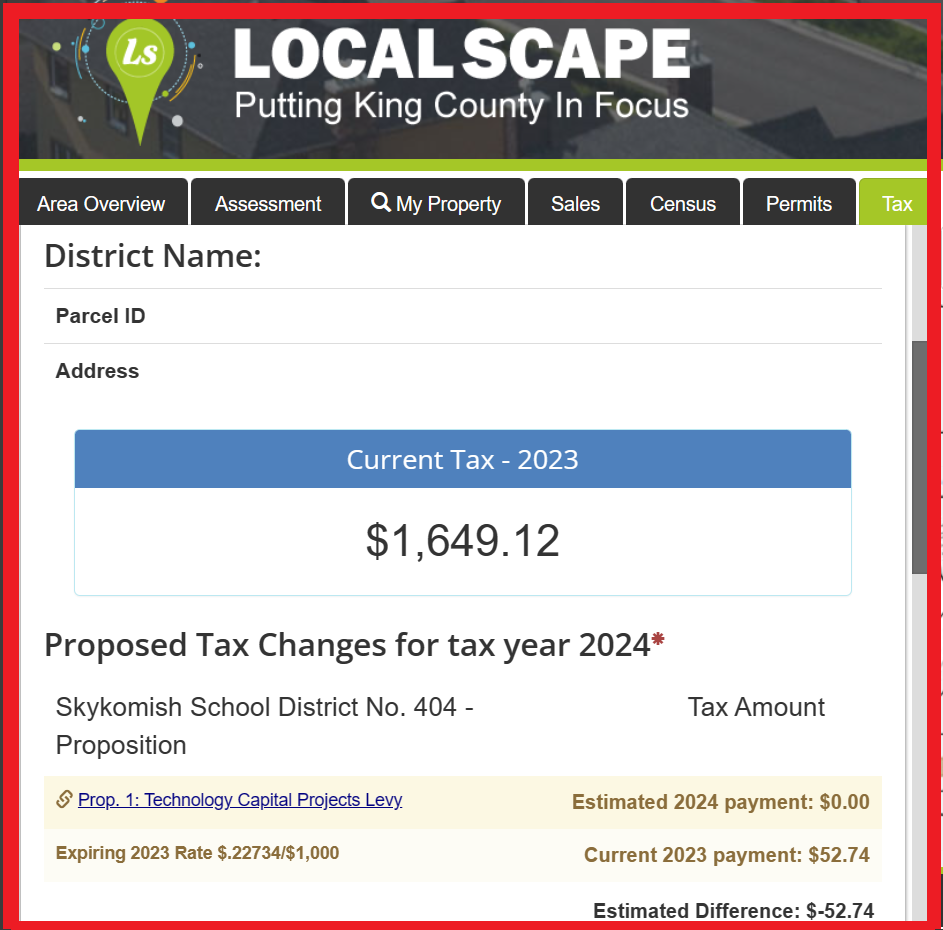 Ls
LOCAL SCAPE
Putting King County In Focus
Area Overview Assessment My Property Sales Census Permits Tax
District Name:
Parcel ID
Address
Current Tax - 2023
$1,649.12
Proposed Tax Changes for tax year 2024*
Skykomish School District No. 404 - Tax Amount
Proposition
Prop. 1: Technology Capital Projects Levy Estimated 2024 payment: $0.00
Expiring 2023 Rate $.22734/$1,000 Current 2023 payment: $52.74
Estimated Difference: $-52.74